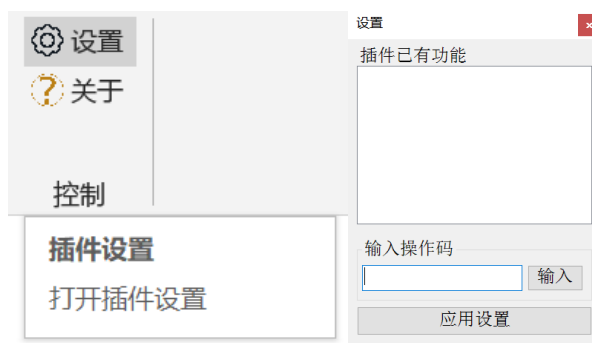 设置
关于
控制
插件设置
打开插件设置
设置
插件已有功能
输入操作码
输入
应用设置